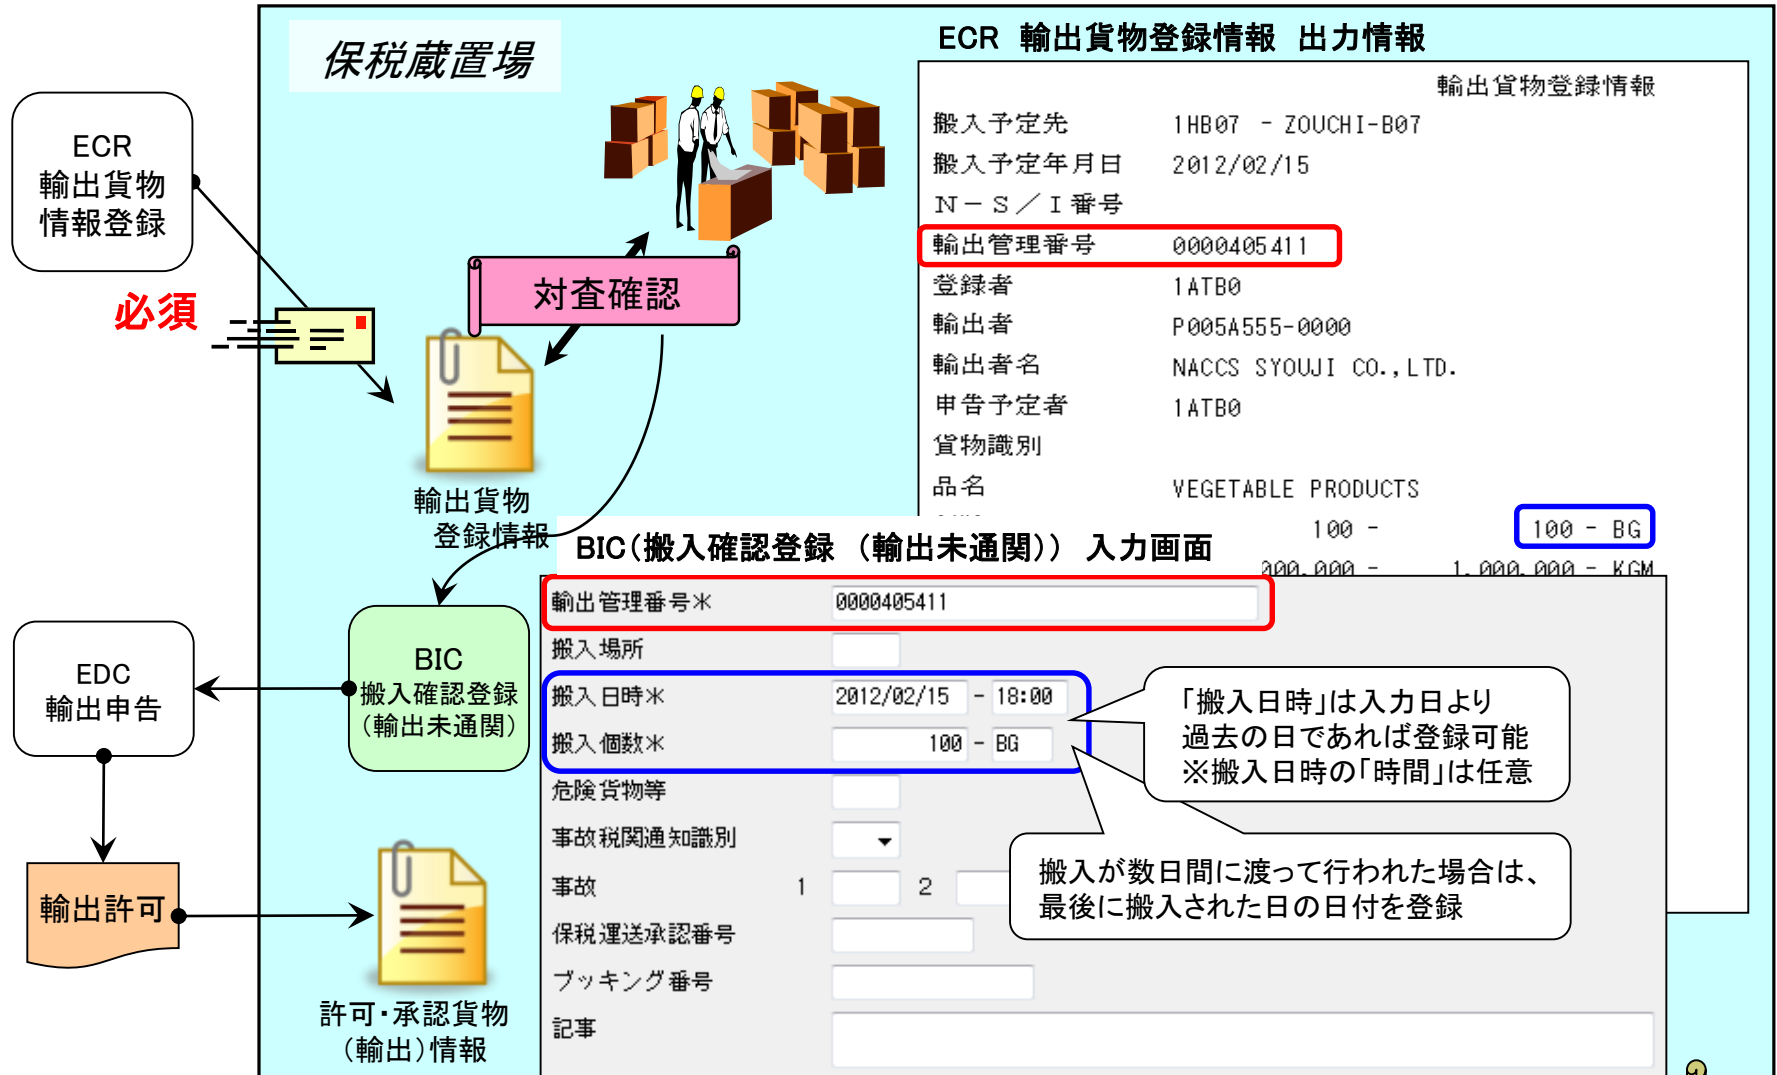 保税蔵置場
ECR
輸出貨物
情報登録
必須
対査確認
輸出貨物
登録情報
BIC
搬入確認登録
（輸出未通関）
EDC
輸出申告
輸出許可
許可・承認貨物
（輸出）情報
ECR 輸出貨物登録情報 出力情報
輸出貨物登録情報
搬入予定先 1HB07 - ZOUCHI-B07
搬入予定年月日 2012/02/15
Ｎ－Ｓ／Ｉ番号
輸出管理番号 0000405411
登録者 1ATB0
輸出者 P005A555-0000
輸出者名 NACCS SYOUJI CO.,LTD.
申告予定者 1ATB0
貨物識別
品名 VEGETABLE PRODUCTS
100 - 100 - BG
000.000 - 1,000.000 - KGM
BIC（搬入確認登録 （輸出未通関）） 入力画面
輸出管理番号＊ 0000405411
搬入場所
搬入日時＊ 2012/02/15 - 18:00
搬入個数＊ 100 - BG
危険貨物等
事故税関通知識別
事故 1 2
保税運送承認番号
ブッキング番号
記事
「搬入日時」は入力日より
過去の日であれば登録可能
※搬入日時の「時間」は任意
搬入が数日間に渡って行われた場合は、
最後に搬入された日の日付を登録